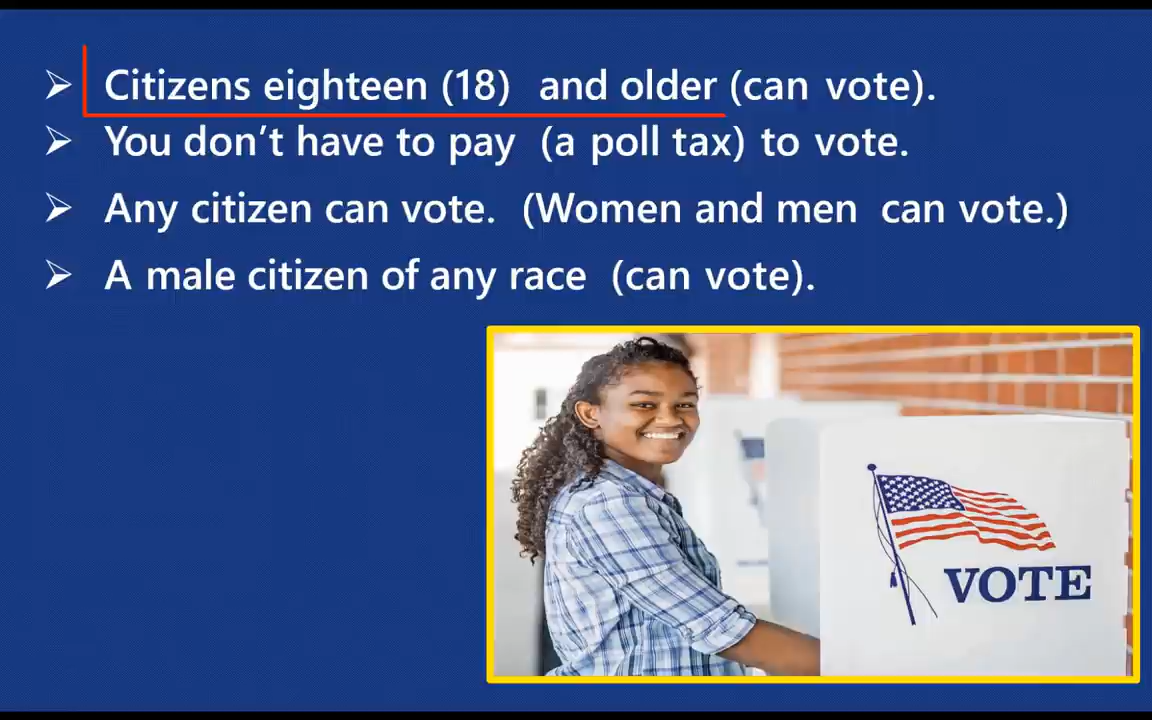 Citizens eighteen (18) and older (can vote).
You don't have to pay (a poll tax) to vote.
Any citizen can vote. (Women and men can vote.)
A male citizen of any race (can vote).
VOTE